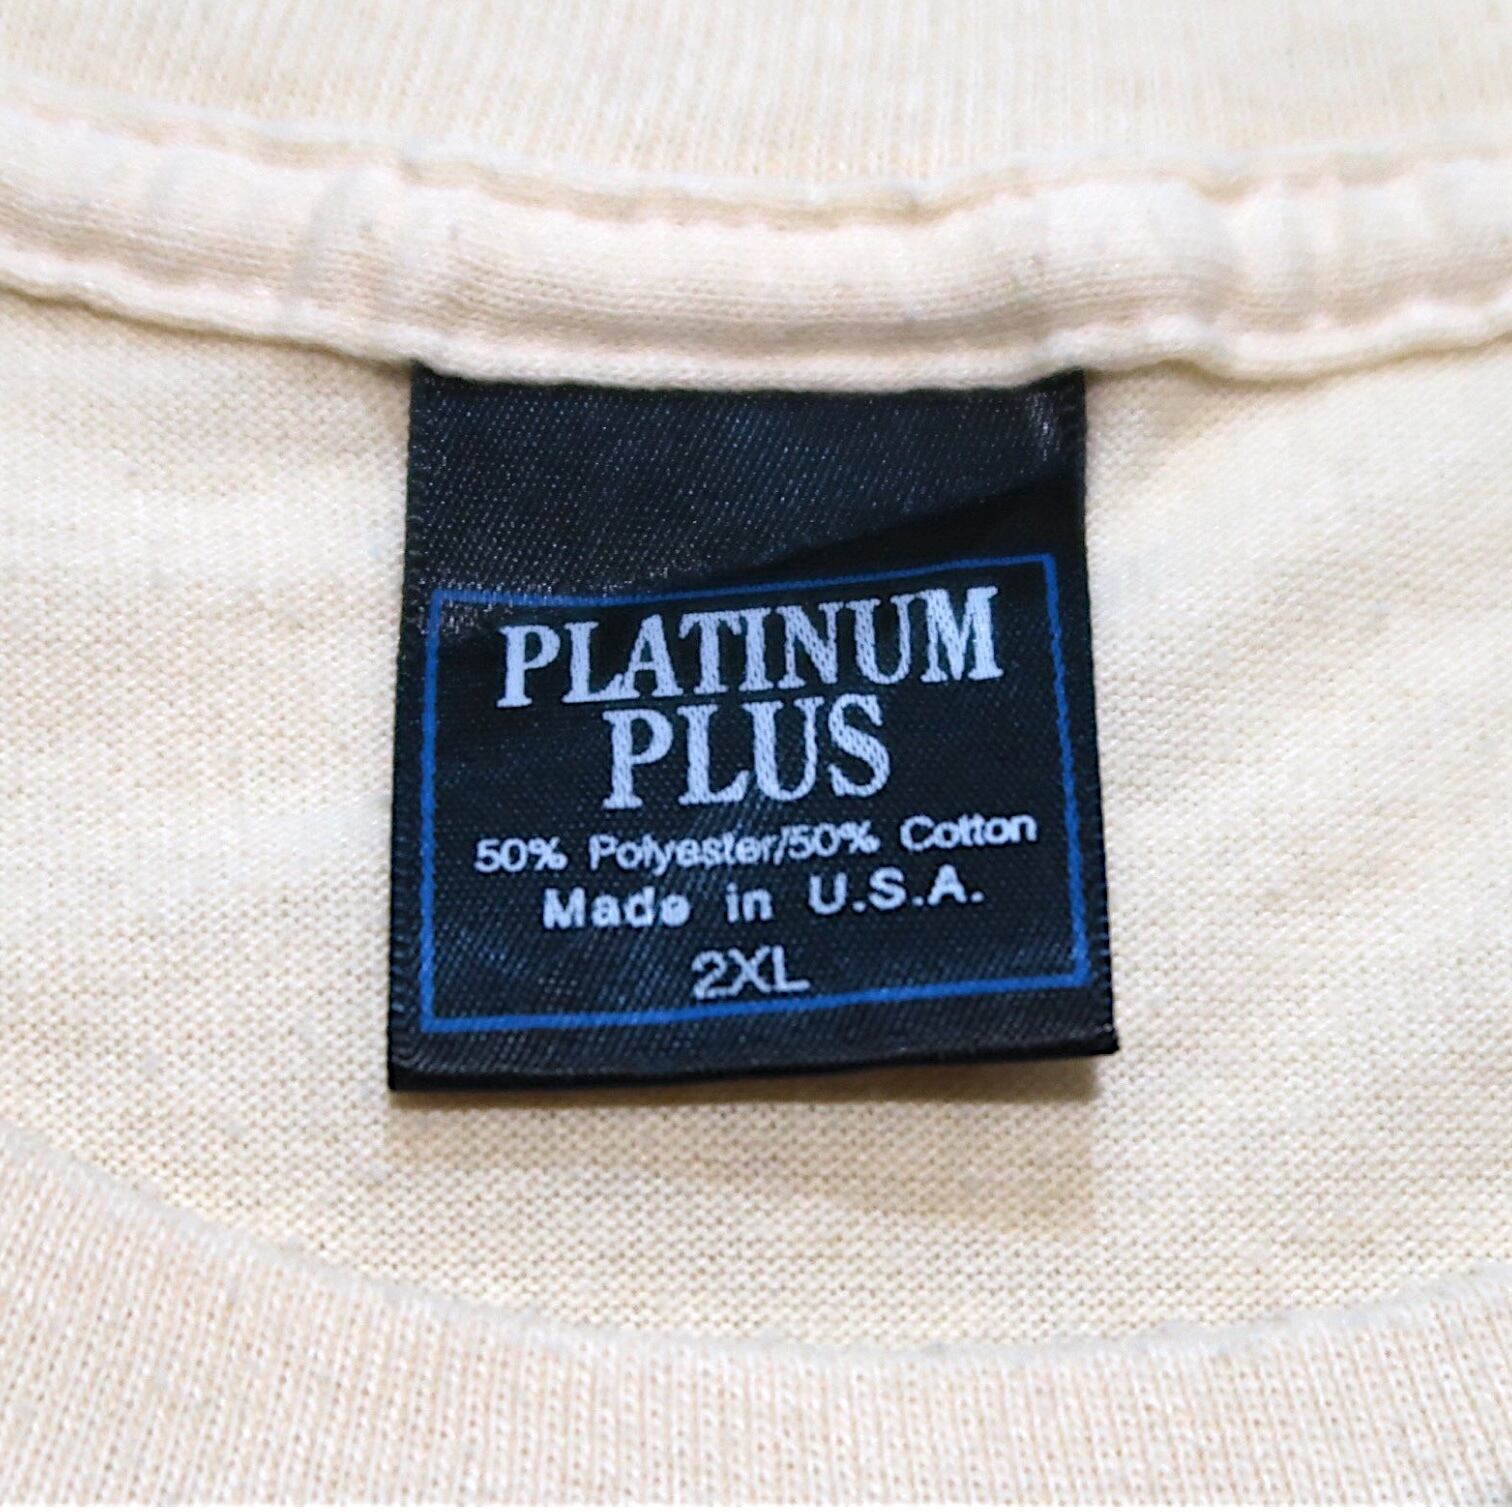 PLATINUM
PLUS
50% Polyester/50% Cotton
Made in U.S.A.
2XL